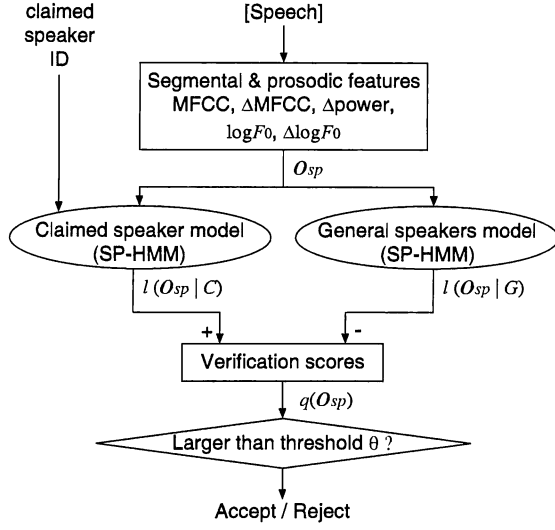 claimed
speaker
ID
[Speech]
Segmental & prosodic features
MFCC, ΔMFCC, Δpower,
logF0, ΔlogF0
Osp
Claimed speaker model
(SP-HMM)
General speakers model
(SP-HMM)
l (Osp | C)
l (Osp | G)
+
-
Verification scores
q(Osp)
Larger than threshold θ ?
Accept / Reject